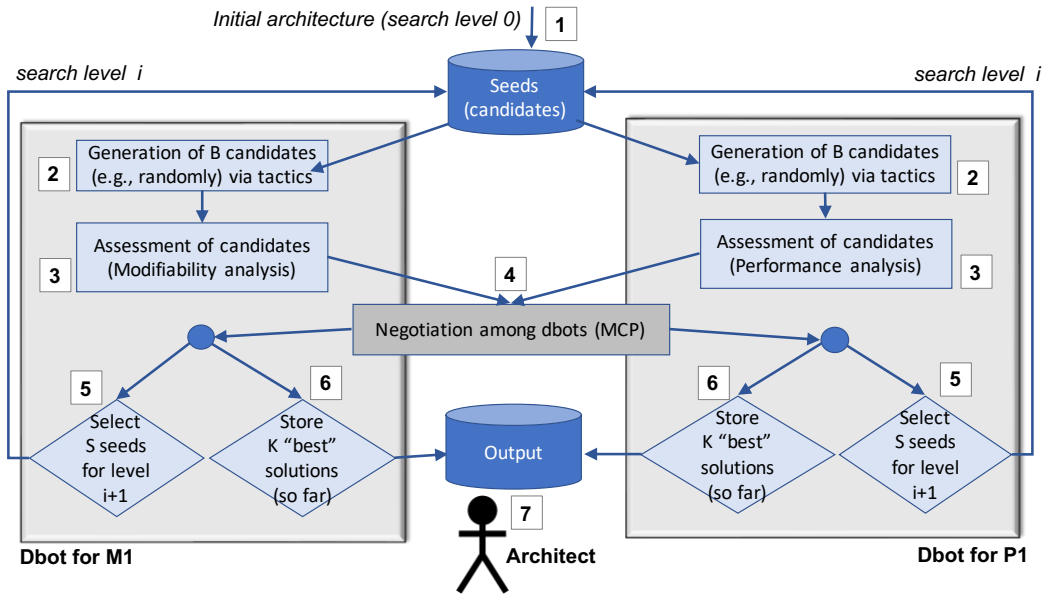 Initial architecture (search level 0)
1
search level i
search level i
Seeds
(candidates)
2
Generation of B candidates
(e.g., randomly) via tactics
Generation of B candidates
(e.g., randomly) via tactics
2
3
Assessment of candidates
(Modifiability analysis)
4
Assessment of candidates
(Performance analysis)
3
Negotiation among dbots (MCP)
5
Select
S seeds
for level
i+1
6
Store
K “best”
solutions
(so far)
Output
6
Store
K “best”
solutions
(so far)
5
Select
S seeds
for level
i+1
7
Dbot for M1
Architect
Dbot for P1